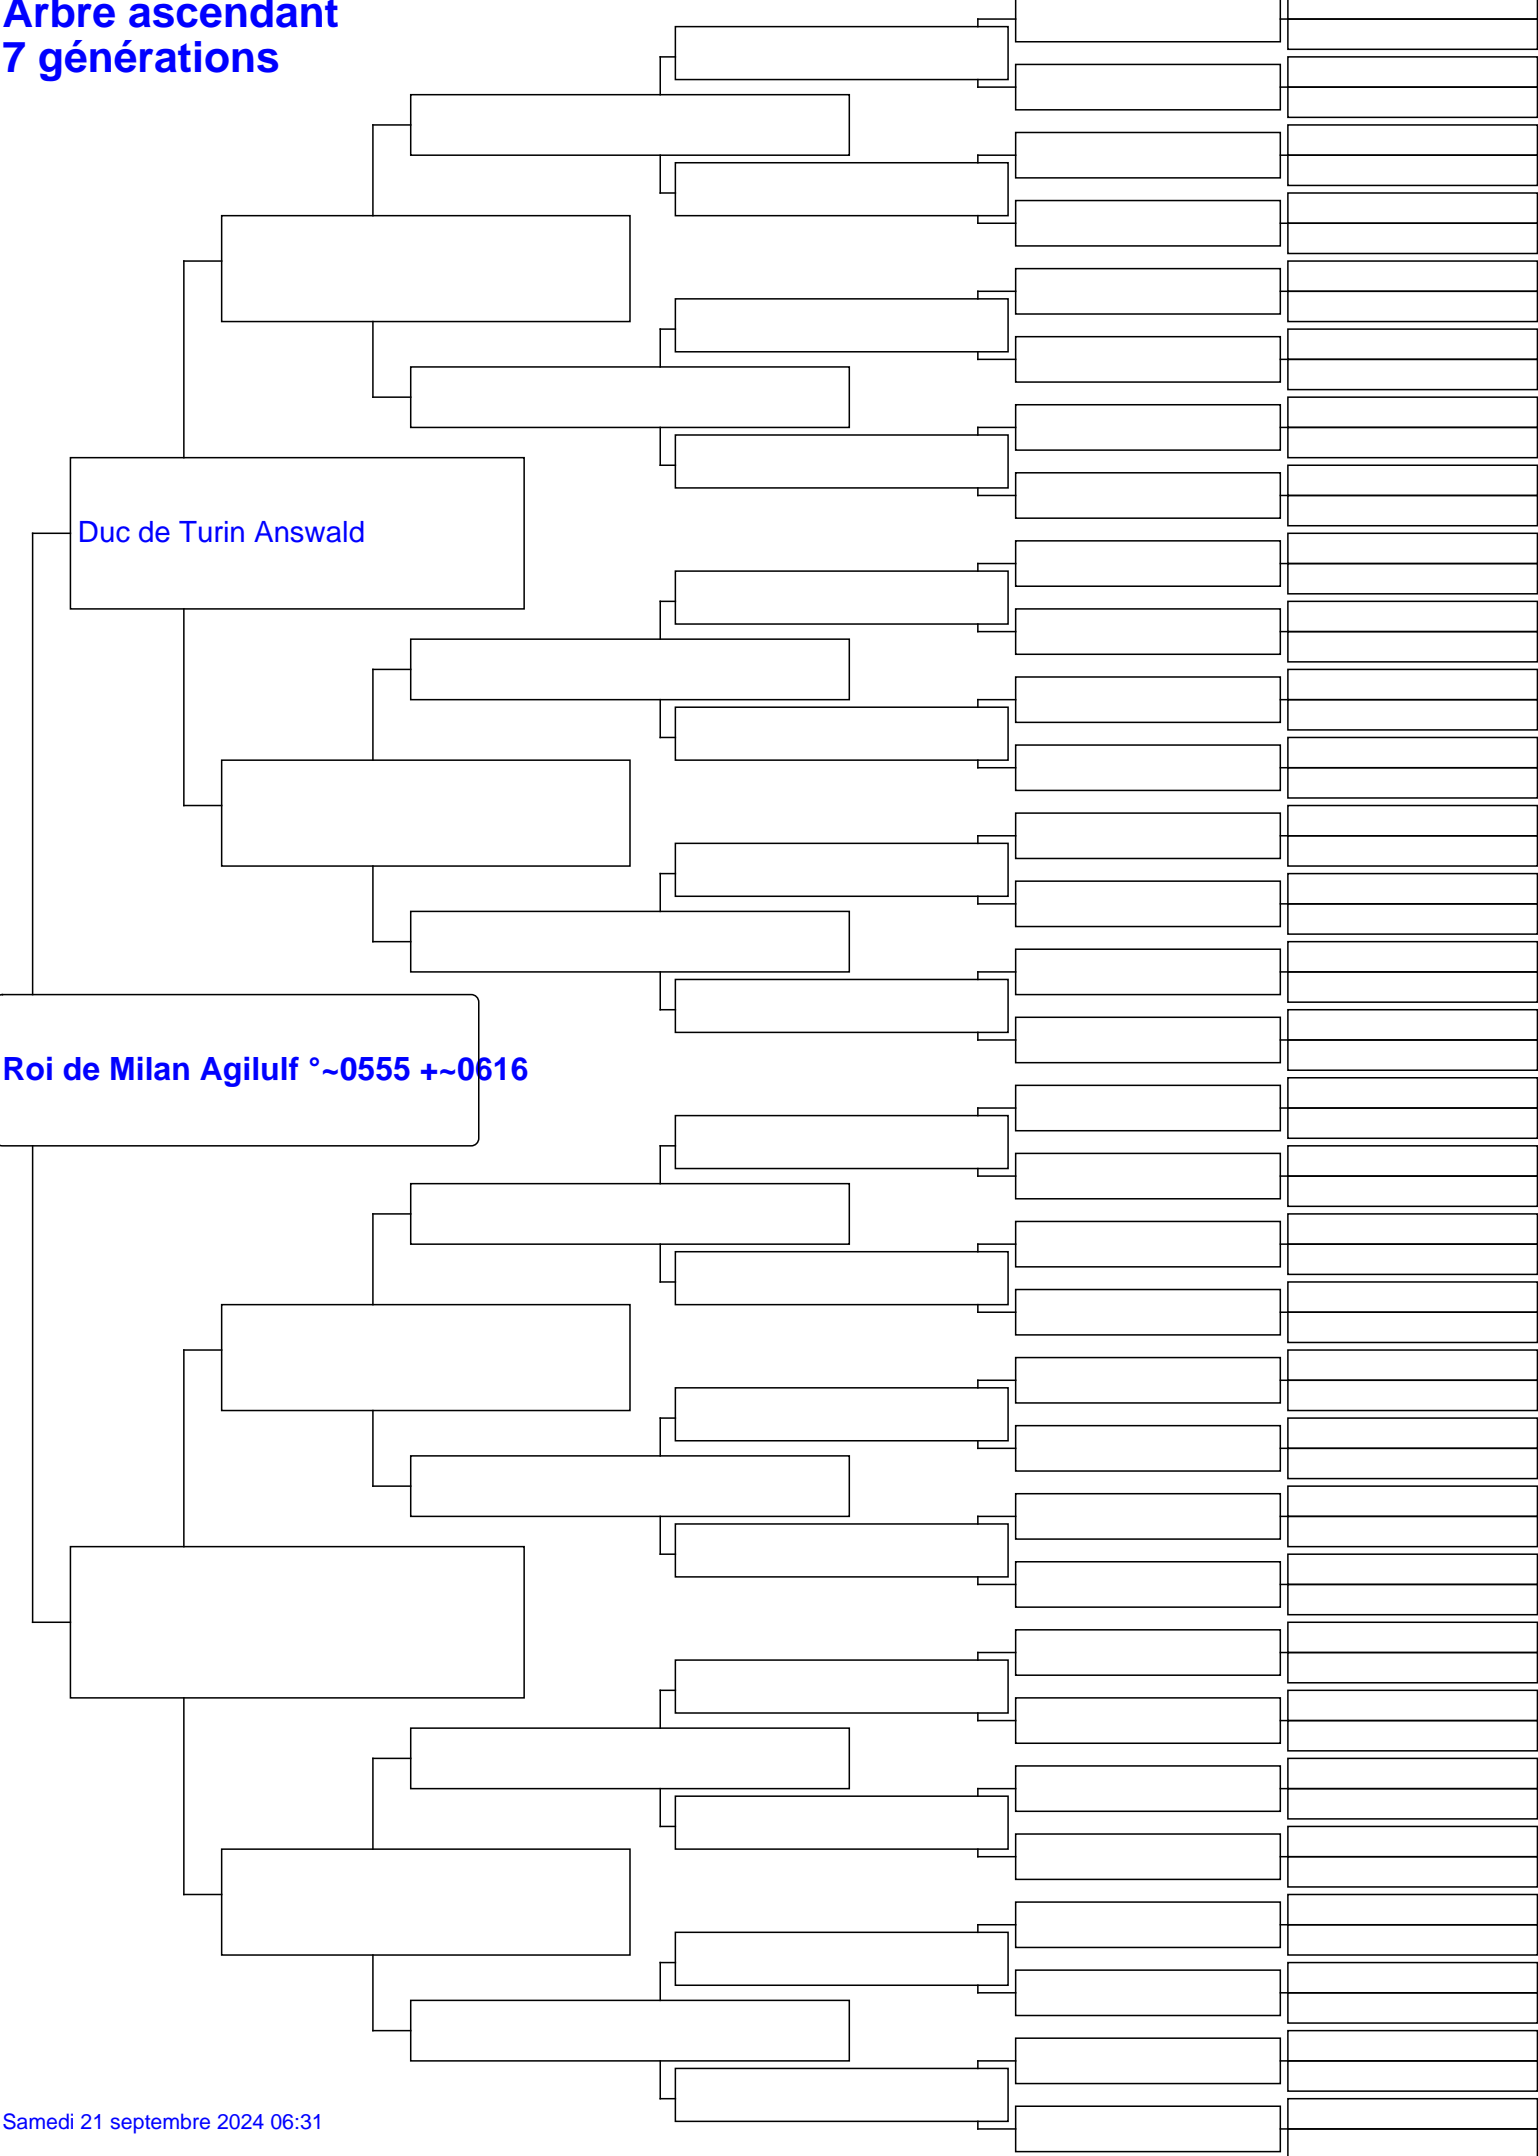 Arbre ascendant
7 générations
Duc de Turin Answald
Roi de Milan Agilulf °~0555 +~0616
Samedi 21 septembre 2024 06:31